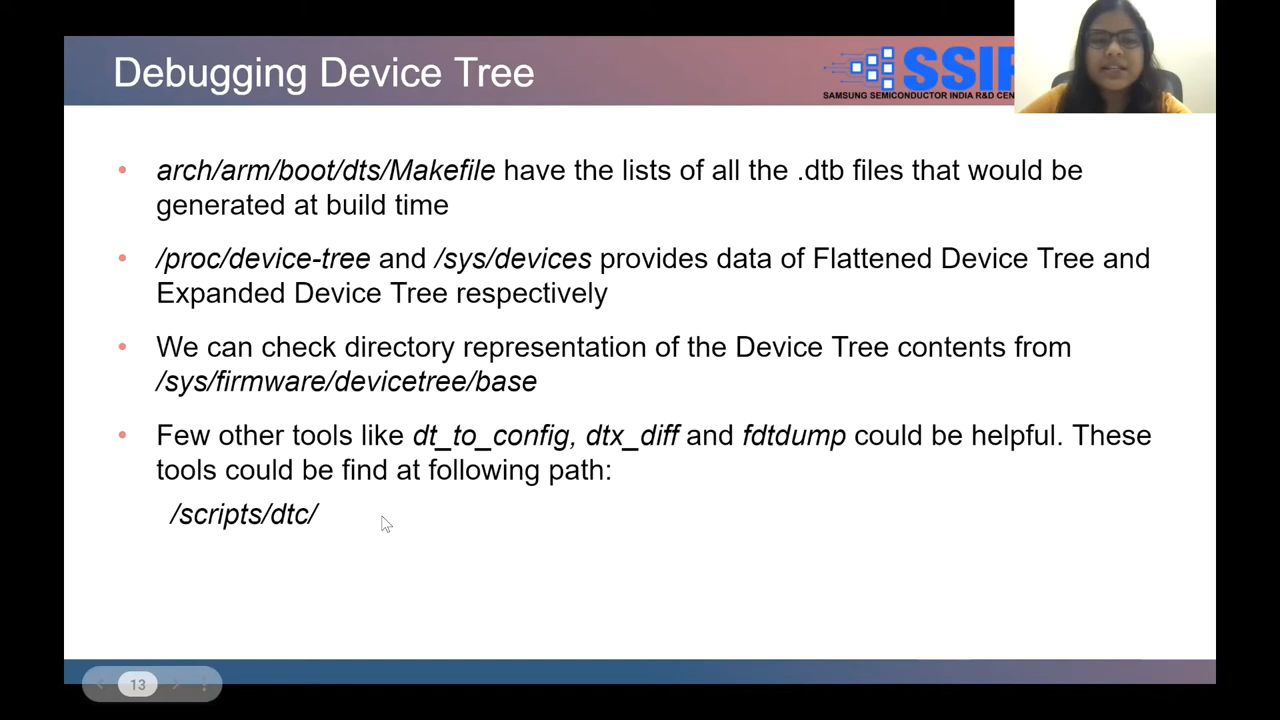 Debugging Device Tree
SSIR
SAMSUNG SEMICONDUCTOR INDIA R&D CEN
• arch/arm/boot/dts/Makefile have the lists of all the .dtb files that would be
generated at build time
• /proc/device-tree and /sys/devices provides data of Flattened Device Tree and
Expanded Device Tree respectively
• We can check directory representation of the Device Tree contents from
/sys/firmware/devicetree/base
• Few other tools like dt_to_config, dtx_diff and fdtdump could be helpful. These
tools could be find at following path:
/scripts/dtc/
13